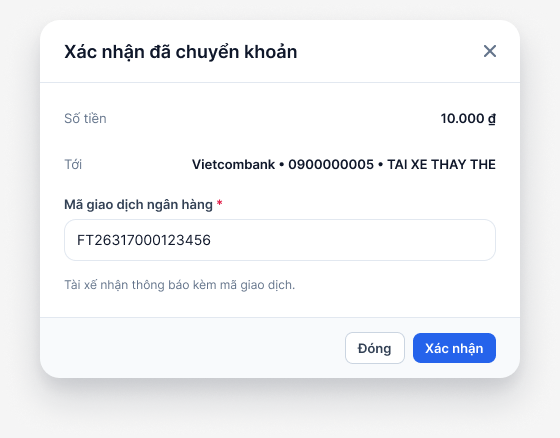 Xác nhận đã chuyển khoản
Số tiền 10.000 ₫
Tới Vietcombank • 0900000005 • TAI XE THAY THE
Mã giao dịch ngân hàng *
FT26317000123456
Tài xế nhận thông báo kèm mã giao dịch.
Đóng Xác nhận